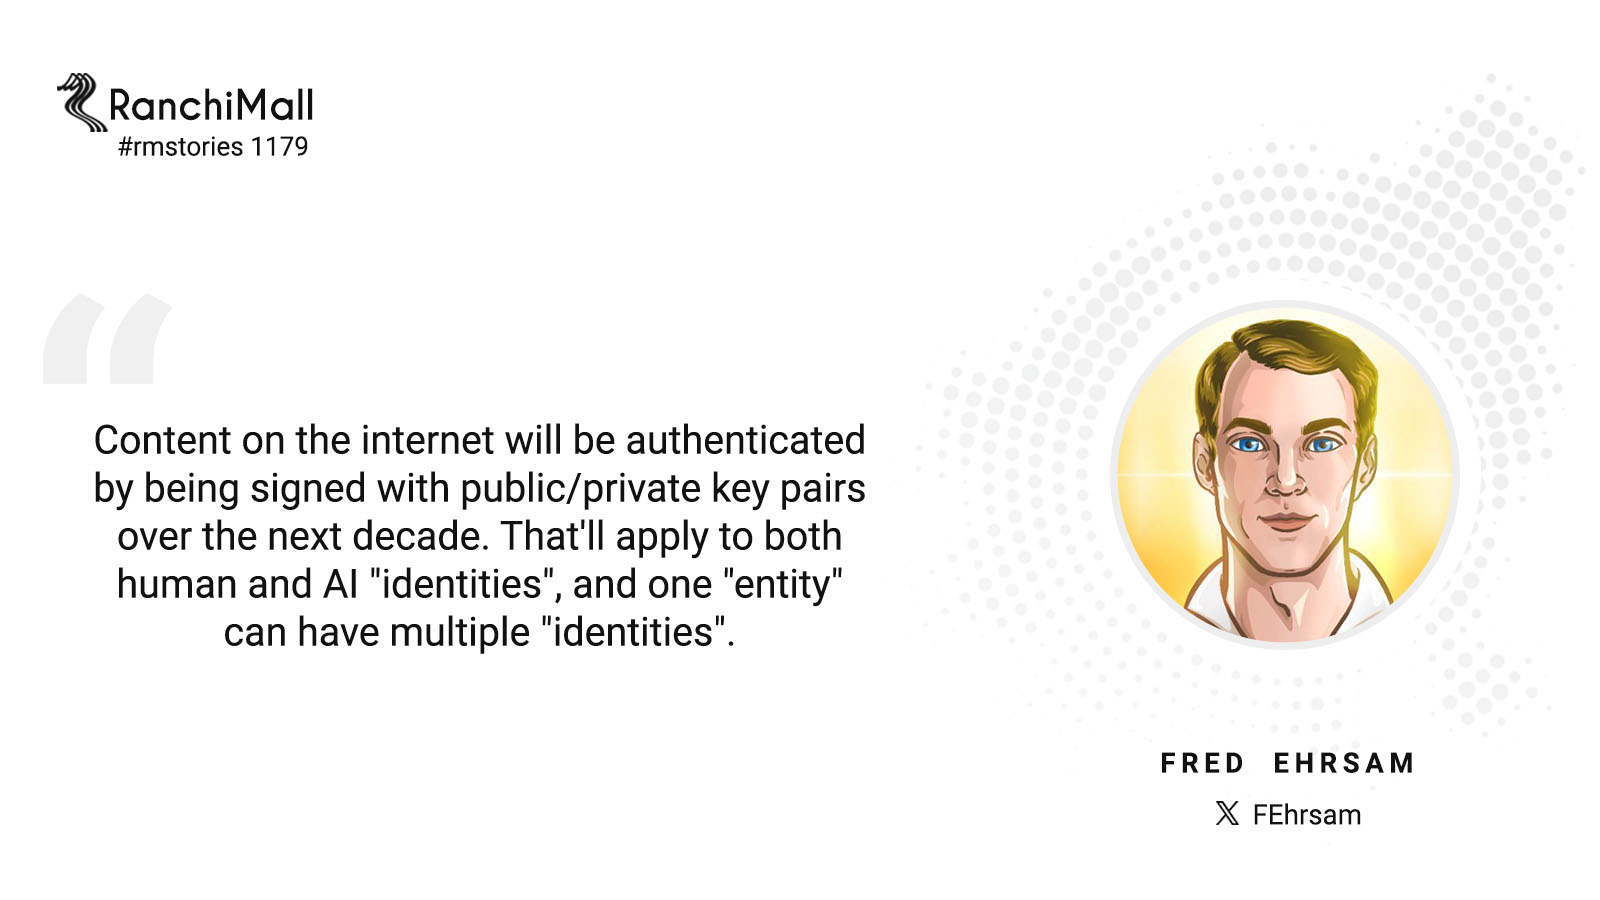 RanchiMall
#rmstories 1179
Content on the internet will be authenticated
by being signed with public/private key pairs
over the next decade. That'll apply to both
human and AI "identities", and one "entity"
can have multiple "identities".
FRED EHRSAM
𝕏 FEhrsam